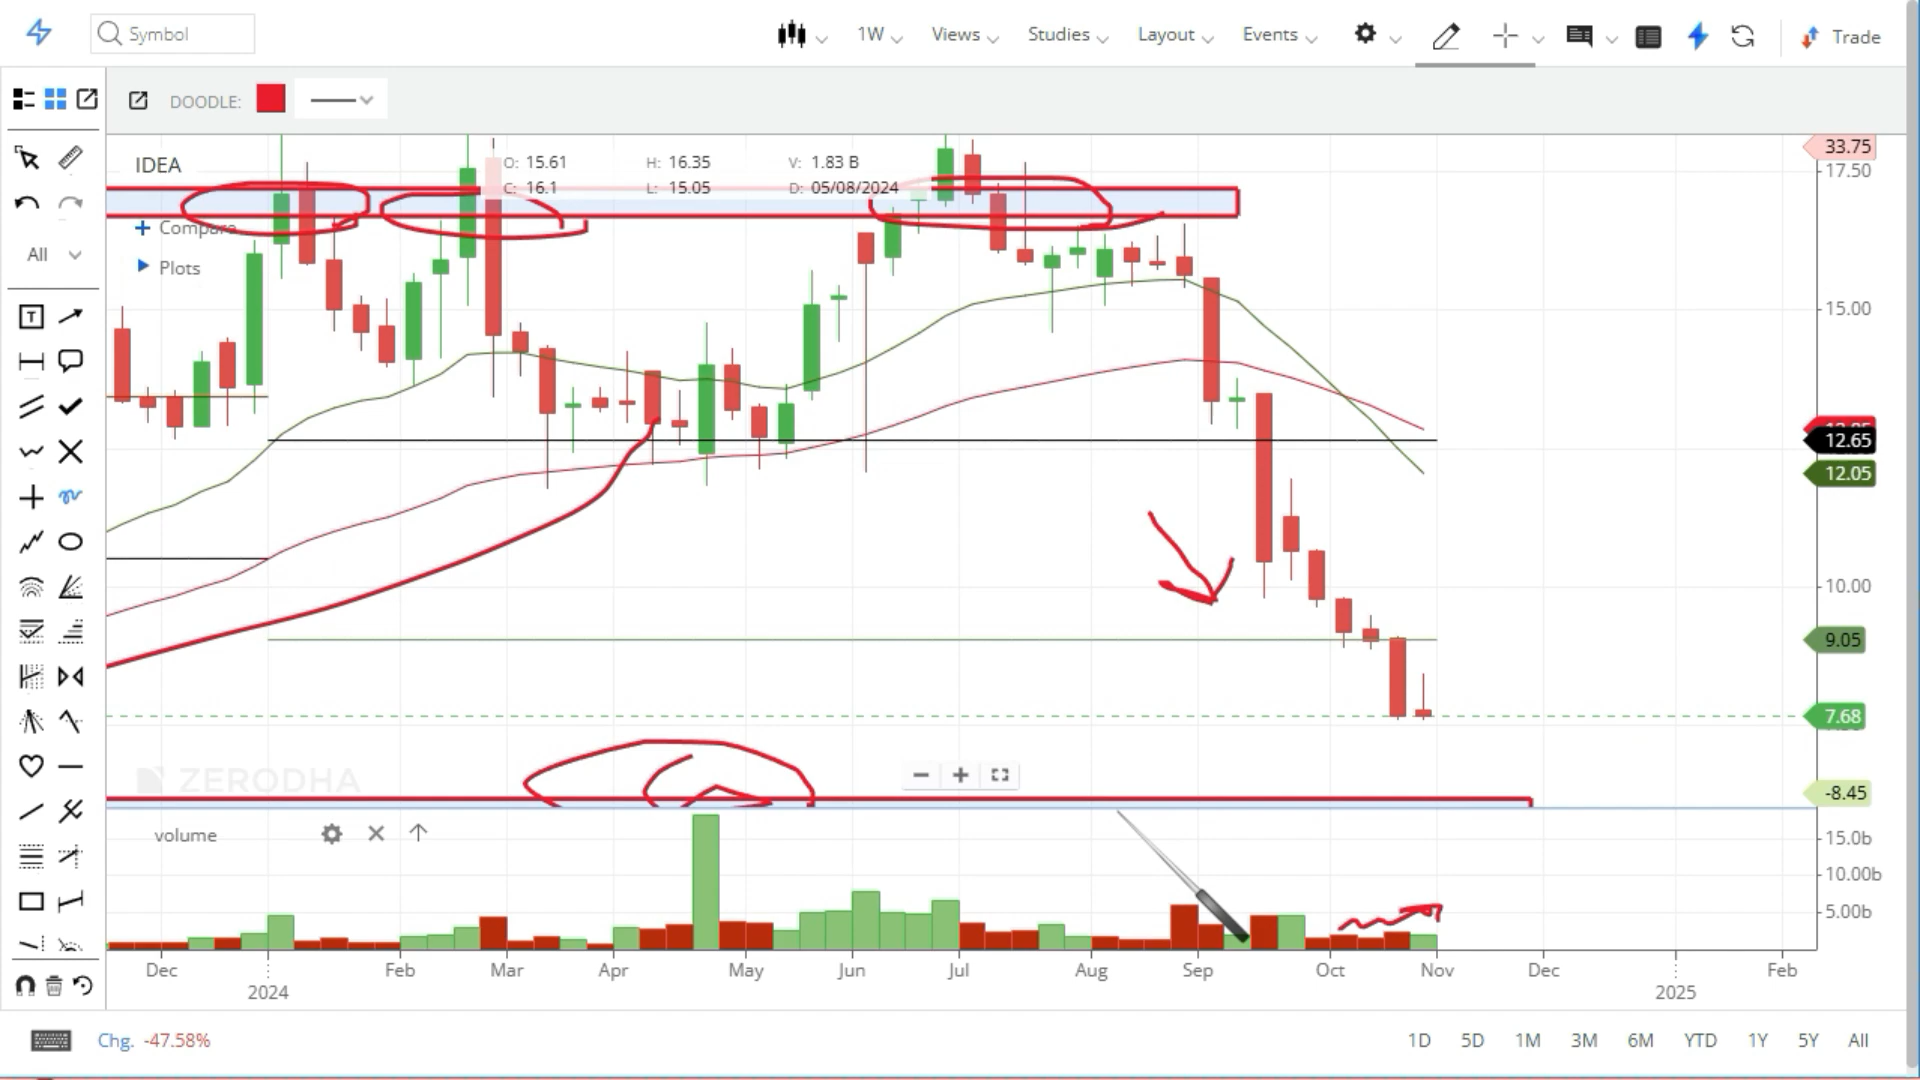 Symbol
1W Views Studies Layout Events Trade
DOODLE:
IDEA
O: 15.61 H: 16.35 V: 1.83 B
C: 16.1 L: 15.05 D: 05/08/2024
Compare
Plots
All
33.75
17.50
15.00
12.65
12.05
10.00
9.05
7.68
-8.45
ZERODHA
volume
15.0b
10.00b
5.00b
Dec Feb Mar Apr May Jun Jul Aug Sep Oct Nov Dec Feb
2024 2025
Chg. -47.58% 1D 5D 1M 3M 6M YTD 1Y 5Y All